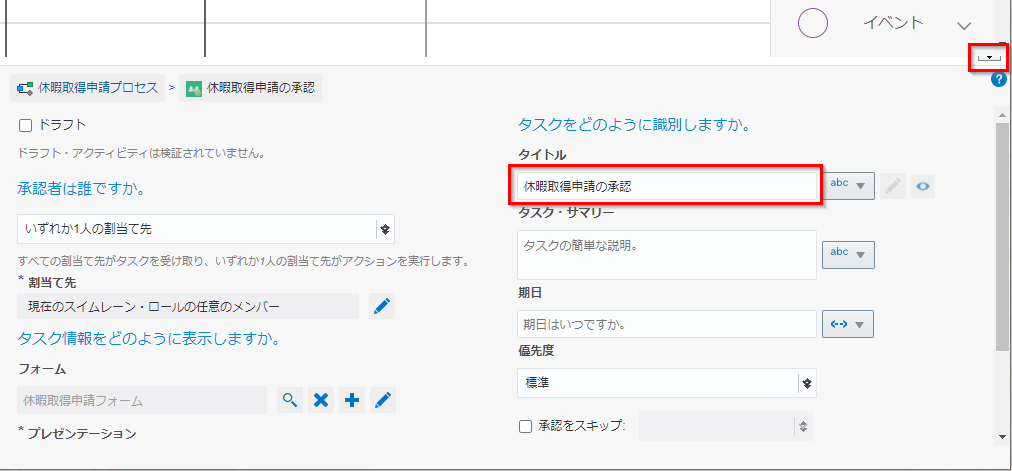 イベント
休暇取得申請プロセス > 休暇取得申請の承認
?
ドラフト
ドラフト・アクティビティは検証されていません。
承認者は誰ですか。
いずれか1人の割当て先
すべての割当て先がタスクを受け取り、いずれか1人の割当て先がアクションを実行します。
* 割当て先
現在のスイムレーン・ロールの任意のメンバー
タスク情報をどのように表示しますか。
フォーム
休暇取得申請フォーム
* プレゼンテーション
タスクをどのように識別しますか。
タイトル
休暇取得申請の承認
abc
タスク・サマリー
タスクの簡単な説明。
abc
期日
期日はいつですか。
優先度
標準
承認をスキップ: